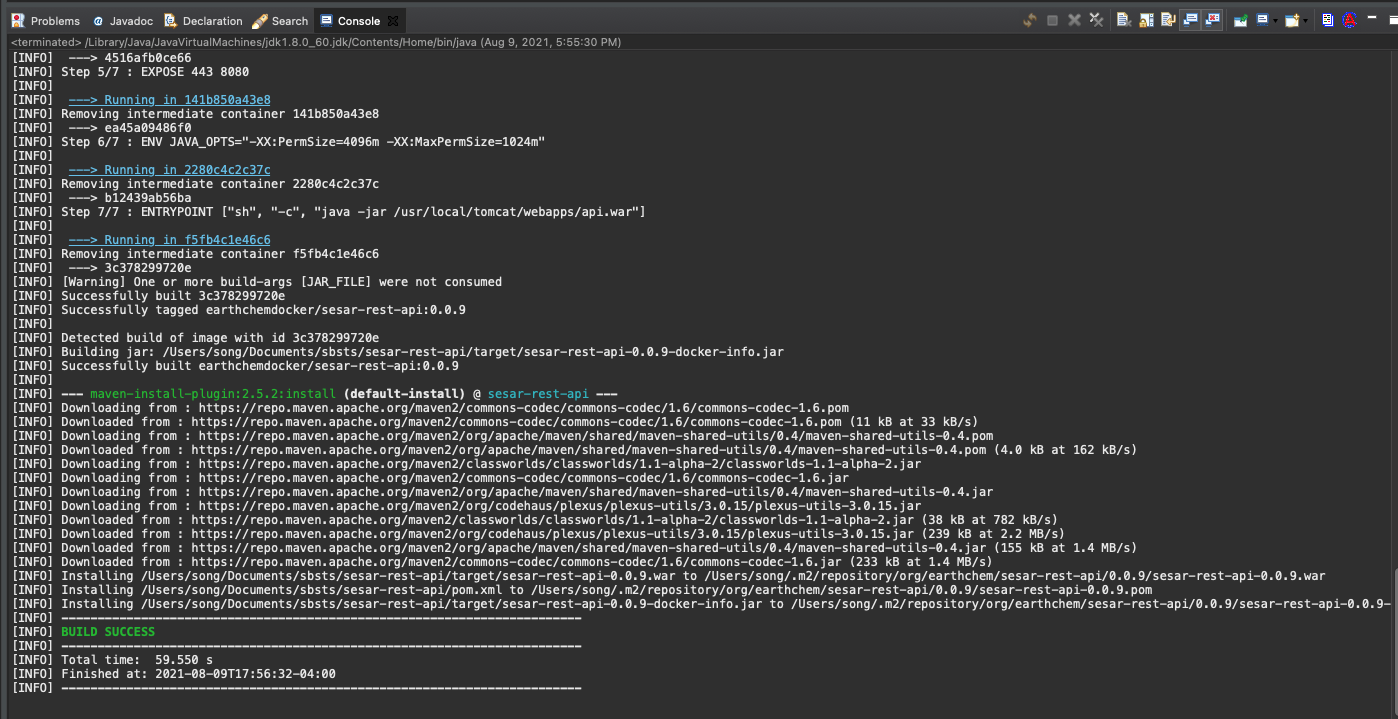 Problems Javadoc Declaration Search Console
<terminated> /Library/Java/JavaVirtualMachines/jdk1.8.0_60.jdk/Contents/Home/bin/java (Aug 9, 2021, 5:55:30 PM)
[INFO]  ---> 4516afb0ce66
[INFO] Step 5/7 : EXPOSE 443 8080
[INFO]
[INFO]  ---> Running in 141b850a43e8
[INFO] Removing intermediate container 141b850a43e8
[INFO]  ---> ea45a09486f0
[INFO] Step 6/7 : ENV JAVA_OPTS="-XX:PermSize=4096m -XX:MaxPermSize=1024m"
[INFO]
[INFO]  ---> Running in 2280c4c2c37c
[INFO] Removing intermediate container 2280c4c2c37c
[INFO]  ---> b12439ab56ba
[INFO] Step 7/7 : ENTRYPOINT ["sh", "-c", "java -jar /usr/local/tomcat/webapps/api.war"]
[INFO]
[INFO]  ---> Running in f5fb4c1e46c6
[INFO] Removing intermediate container f5fb4c1e46c6
[INFO]  ---> 3c378299720e
[INFO] [Warning] One or more build-args [JAR_FILE] were not consumed
[INFO] Successfully built 3c378299720e
[INFO] Successfully tagged earthchemdocker/sesar-rest-api:0.0.9
[INFO]
[INFO] Detected build of image with id 3c378299720e
[INFO] Building jar: /Users/song/Documents/sbsts/sesar-rest-api/target/sesar-rest-api-0.0.9-docker-info.jar
[INFO] Successfully built earthchemdocker/sesar-rest-api:0.0.9
[INFO]
[INFO] --- maven-install-plugin:2.5.2:install (default-install) @ sesar-rest-api ---
[INFO] Downloading from : https://repo.maven.apache.org/maven2/commons-codec/commons-codec/1.6/commons-codec-1.6.pom
[INFO] Downloaded from : https://repo.maven.apache.org/maven2/commons-codec/commons-codec/1.6/commons-codec-1.6.pom (11 kB at 33 kB/s)
[INFO] Downloading from : https://repo.maven.apache.org/maven2/org/apache/maven/shared/maven-shared-utils/0.4/maven-shared-utils-0.4.pom
[INFO] Downloaded from : https://repo.maven.apache.org/maven2/org/apache/maven/shared/maven-shared-utils/0.4/maven-shared-utils-0.4.pom (4.0 kB at 162 kB/s)
[INFO] Downloading from : https://repo.maven.apache.org/maven2/classworlds/classworlds/1.1-alpha-2/classworlds-1.1-alpha-2.jar
[INFO] Downloading from : https://repo.maven.apache.org/maven2/commons-codec/commons-codec/1.6/commons-codec-1.6.jar
[INFO] Downloading from : https://repo.maven.apache.org/maven2/org/apache/maven/shared/maven-shared-utils/0.4/maven-shared-utils-0.4.jar
[INFO] Downloading from : https://repo.maven.apache.org/maven2/org/codehaus/plexus/plexus-utils/3.0.15/plexus-utils-3.0.15.jar
[INFO] Downloaded from : https://repo.maven.apache.org/maven2/classworlds/classworlds/1.1-alpha-2/classworlds-1.1-alpha-2.jar (38 kB at 782 kB/s)
[INFO] Downloaded from : https://repo.maven.apache.org/maven2/org/codehaus/plexus/plexus-utils/3.0.15/plexus-utils-3.0.15.jar (239 kB at 2.2 MB/s)
[INFO] Downloaded from : https://repo.maven.apache.org/maven2/org/apache/maven/shared/maven-shared-utils/0.4/maven-shared-utils-0.4.jar (155 kB at 1.4 MB/s)
[INFO] Downloaded from : https://repo.maven.apache.org/maven2/commons-codec/commons-codec/1.6/commons-codec-1.6.jar (233 kB at 1.4 MB/s)
[INFO] Installing /Users/song/Documents/sbsts/sesar-rest-api/target/sesar-rest-api-0.0.9.war to /Users/song/.m2/repository/org/earthchem/sesar-rest-api/0.0.9/sesar-rest-api-0.0.9.war
[INFO] Installing /Users/song/Documents/sbsts/sesar-rest-api/pom.xml to /Users/song/.m2/repository/org/earthchem/sesar-rest-api/0.0.9/sesar-rest-api-0.0.9.pom
[INFO] Installing /Users/song/Documents/sbsts/sesar-rest-api/target/sesar-rest-api-0.0.9-docker-info.jar to /Users/song/.m2/repository/org/earthchem/sesar-rest-api/0.0.9/sesar-rest-api-0.0.9-
[INFO] ------------------------------------------------------------------------
[INFO] BUILD SUCCESS
[INFO] ------------------------------------------------------------------------
[INFO] Total time:  59.550 s
[INFO] Finished at: 2021-08-09T17:56:32-04:00
[INFO] ------------------------------------------------------------------------